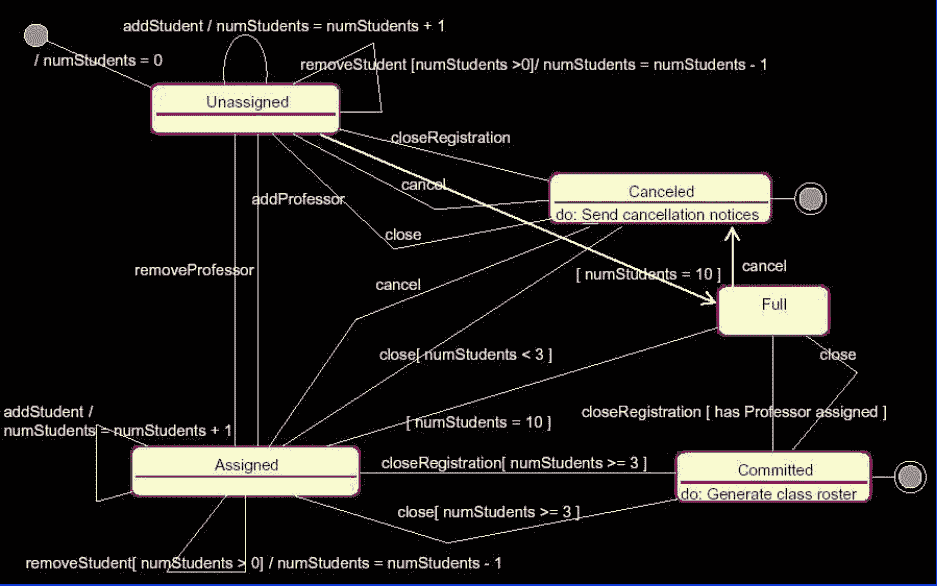 addStudent / numStudents = numStudents + 1
/ numStudents = 0
removeStudent [numStudents >0]/ numStudents = numStudents - 1
Unassigned
closeRegistration
cancel
addProfessor
close
Canceled
do: Send cancellation notices
removeProfessor
cancel
[ numStudents = 10 ]
cancel
Full
close[ numStudents < 3 ]
close
addStudent /
numStudents = numStudents + 1
[ numStudents = 10 ]
closeRegistration [ has Professor assigned ]
Assigned
closeRegistration[ numStudents >= 3 ]
Committed
do: Generate class roster
close[ numStudents >= 3 ]
removeStudent[ numStudents > 0] / numStudents = numStudents - 1